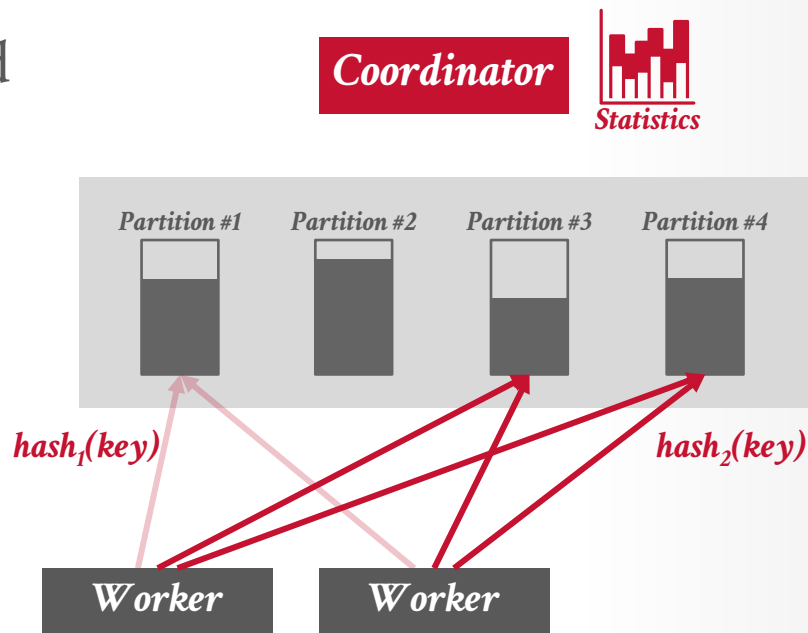 Coordinator
Statistics
Partition #1 Partition #2 Partition #3 Partition #4
hash₁(key) hash₂(key)
Worker Worker